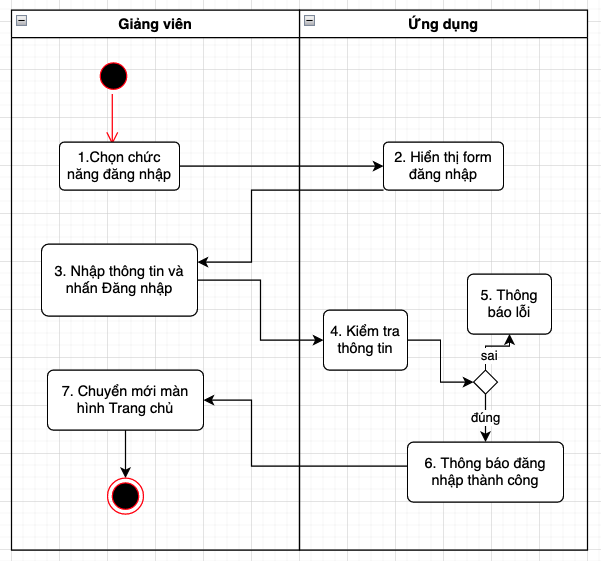 Giảng viên
Ứng dụng
1.Chọn chức
năng đăng nhập
2. Hiển thị form
đăng nhập
3. Nhập thông tin và
nhấn Đăng nhập
4. Kiểm tra
thông tin
5. Thông
báo lỗi
sai
đúng
6. Thông báo đăng
nhập thành công
7. Chuyển mới màn
hình Trang chủ